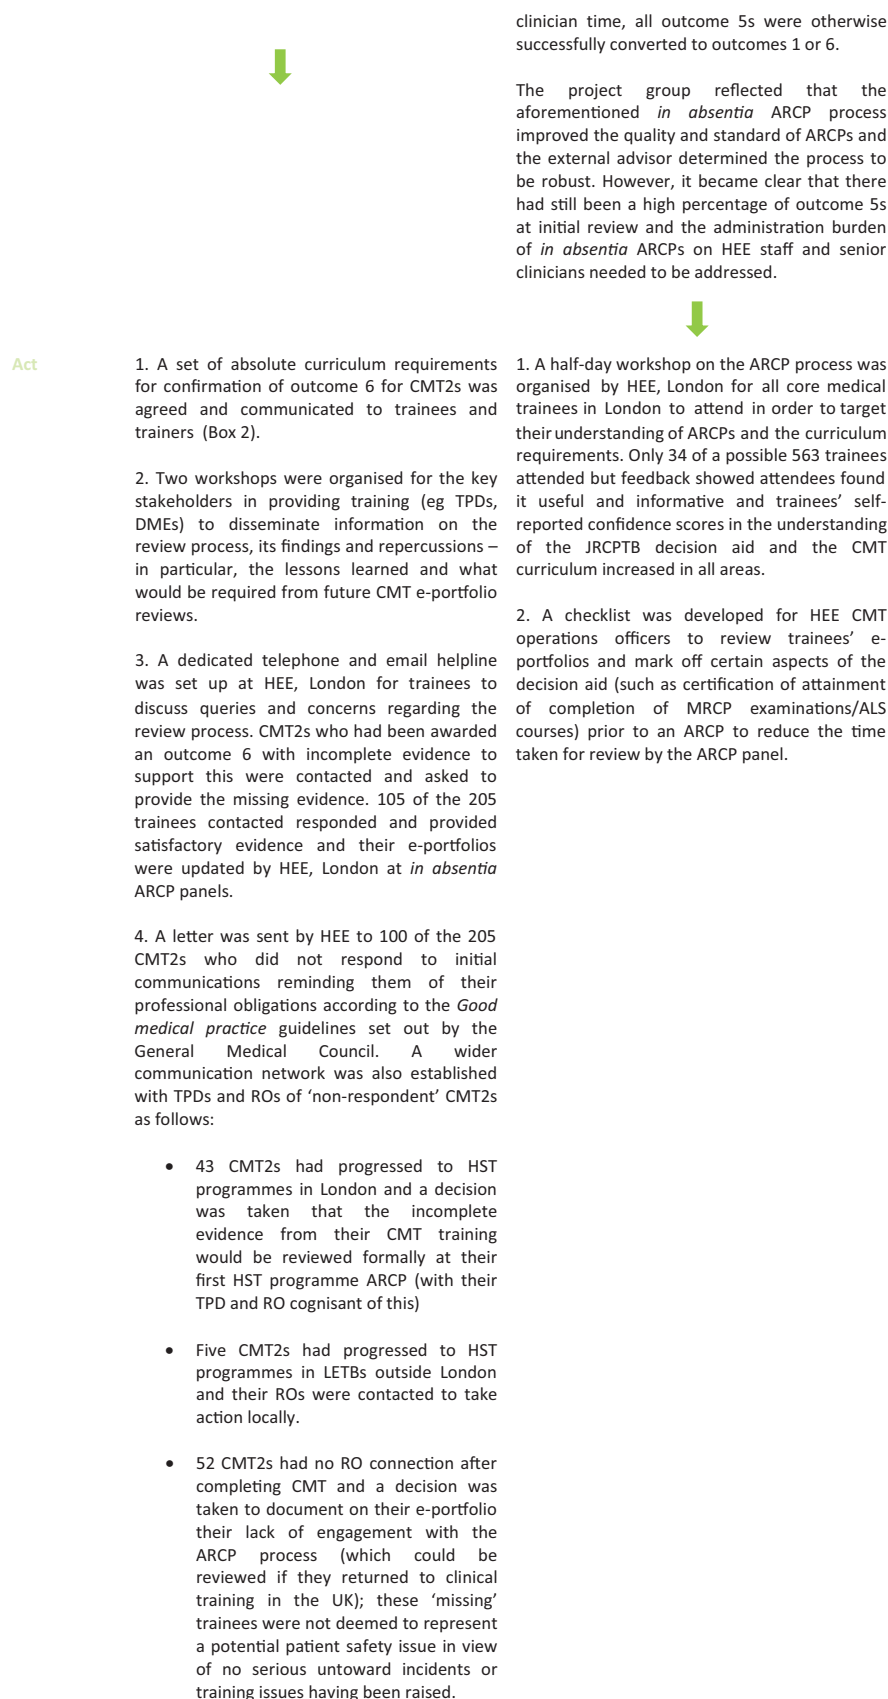 clinician time, all outcome 5s were otherwise
successfully converted to outcomes 1 or 6.
The project group reflected that the
aforementioned in absentia ARCP process
improved the quality and standard of ARCPs and
the external advisor determined the process to
be robust. However, it became clear that there
had still been a high percentage of outcome 5s
at initial review and the administration burden
of in absentia ARCPs on HEE staff and senior
clinicians needed to be addressed.
Act
1. A set of absolute curriculum requirements
for confirmation of outcome 6 for CMT2s was
agreed and communicated to trainees and
trainers (Box 2).
2. Two workshops were organised for the key
stakeholders in providing training (eg TPDs,
DMEs) to disseminate information on the
review process, its findings and repercussions –
in particular, the lessons learned and what
would be required from future CMT e-portfolio
reviews.
3. A dedicated telephone and email helpline
was set up at HEE, London for trainees to
discuss queries and concerns regarding the
review process. CMT2s who had been awarded
an outcome 6 with incomplete evidence to
support this were contacted and asked to
provide the missing evidence. 105 of the 205
trainees contacted responded and provided
satisfactory evidence and their e-portfolios
were updated by HEE, London at in absentia
ARCP panels.
4. A letter was sent by HEE to 100 of the 205
CMT2s who did not respond to initial
communications reminding them of their
professional obligations according to the Good
medical practice guidelines set out by the
General Medical Council. A wider
communication network was also established
with TPDs and ROs of ‘non-respondent’ CMT2s
as follows:
• 43 CMT2s had progressed to HST
programmes in London and a decision
was taken that the incomplete
evidence from their CMT training
would be reviewed formally at their
first HST programme ARCP (with their
TPD and RO cognisant of this)
• Five CMT2s had progressed to HST
programmes in LETBs outside London
and their ROs were contacted to take
action locally.
• 52 CMT2s had no RO connection after
completing CMT and a decision was
taken to document on their e-portfolio
their lack of engagement with the
ARCP process (which could be
reviewed if they returned to clinical
training in the UK); these ‘missing’
trainees were not deemed to represent
a potential patient safety issue in view
of no serious untoward incidents or
training issues having been raised.
1. A half-day workshop on the ARCP process was
organised by HEE, London for all core medical
trainees in London to attend in order to target
their understanding of ARCPs and the curriculum
requirements. Only 34 of a possible 563 trainees
attended but feedback showed attendees found
it useful and informative and trainees’ self-
reported confidence scores in the understanding
of the JRCPTB decision aid and the CMT
curriculum increased in all areas.
2. A checklist was developed for HEE CMT
operations officers to review trainees’ e-
portfolios and mark off certain aspects of the
decision aid (such as certification of attainment
of completion of MRCP examinations/ALS
courses) prior to an ARCP to reduce the time
taken for review by the ARCP panel.